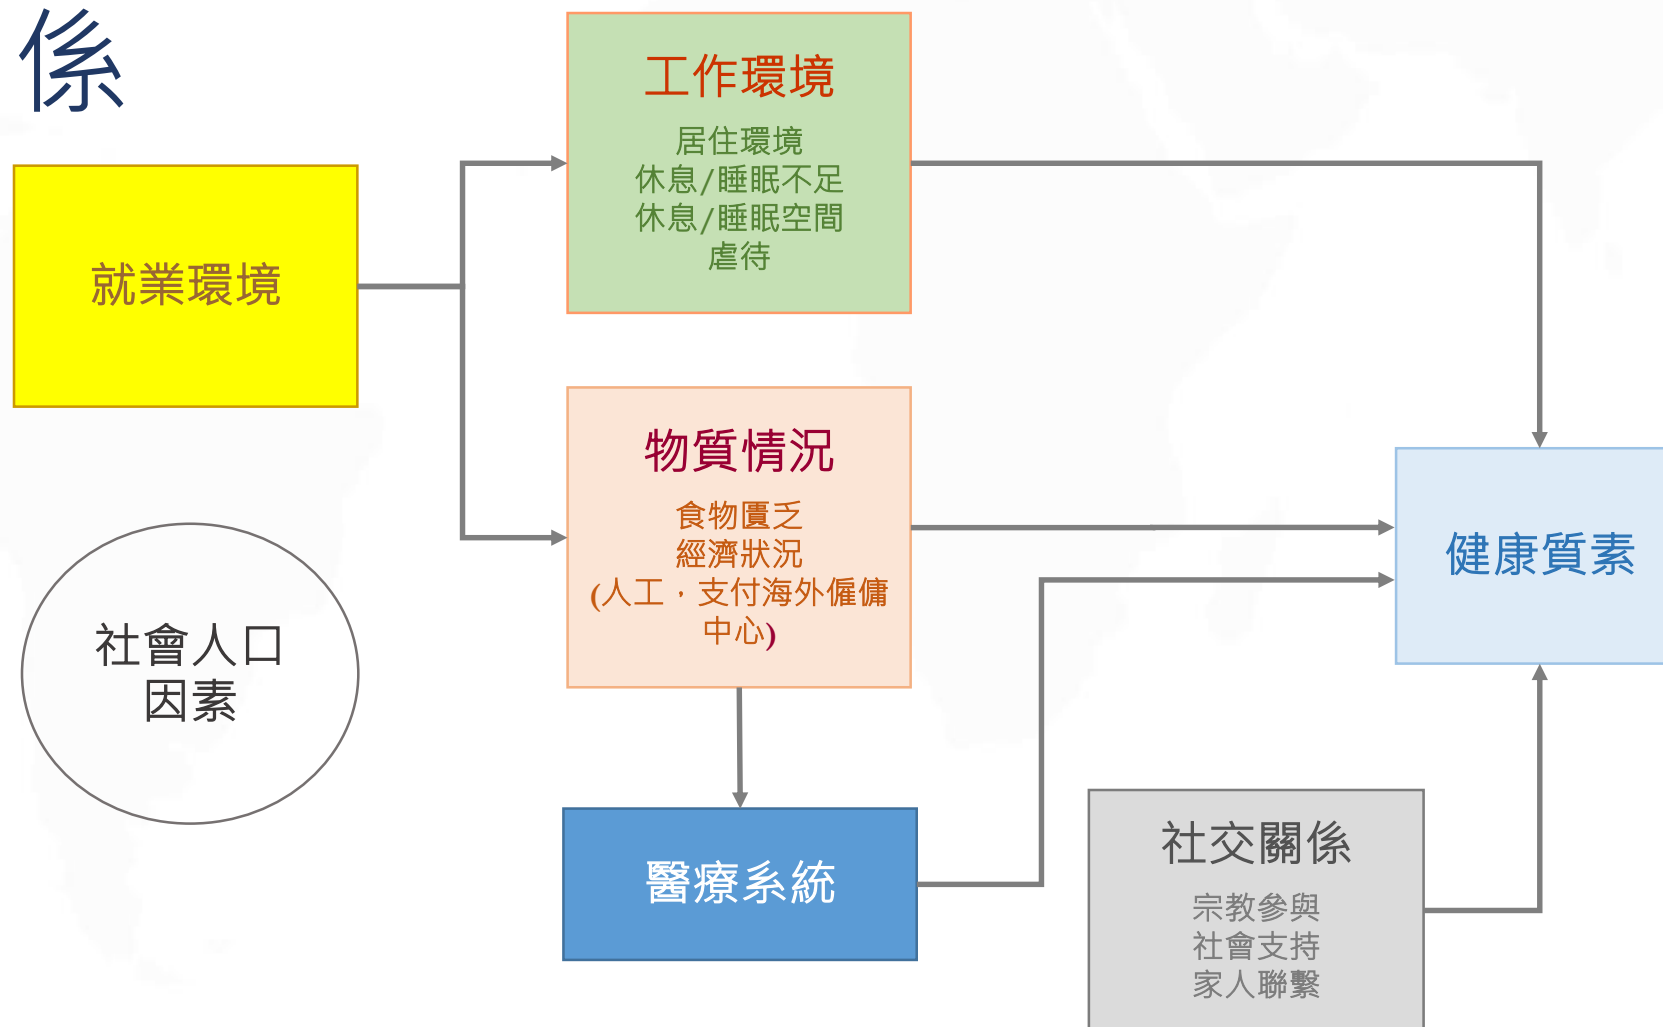 係
就業環境
社會人口
因素
工作環境
居住環境
休息/睡眠不足
休息/睡眠空間
虐待
物質情況
食物匱乏
經濟狀況
(人工，支付海外僱傭
中心)
醫療系統
社交關係
宗教參與
社會支持
家人聯繫
健康質素